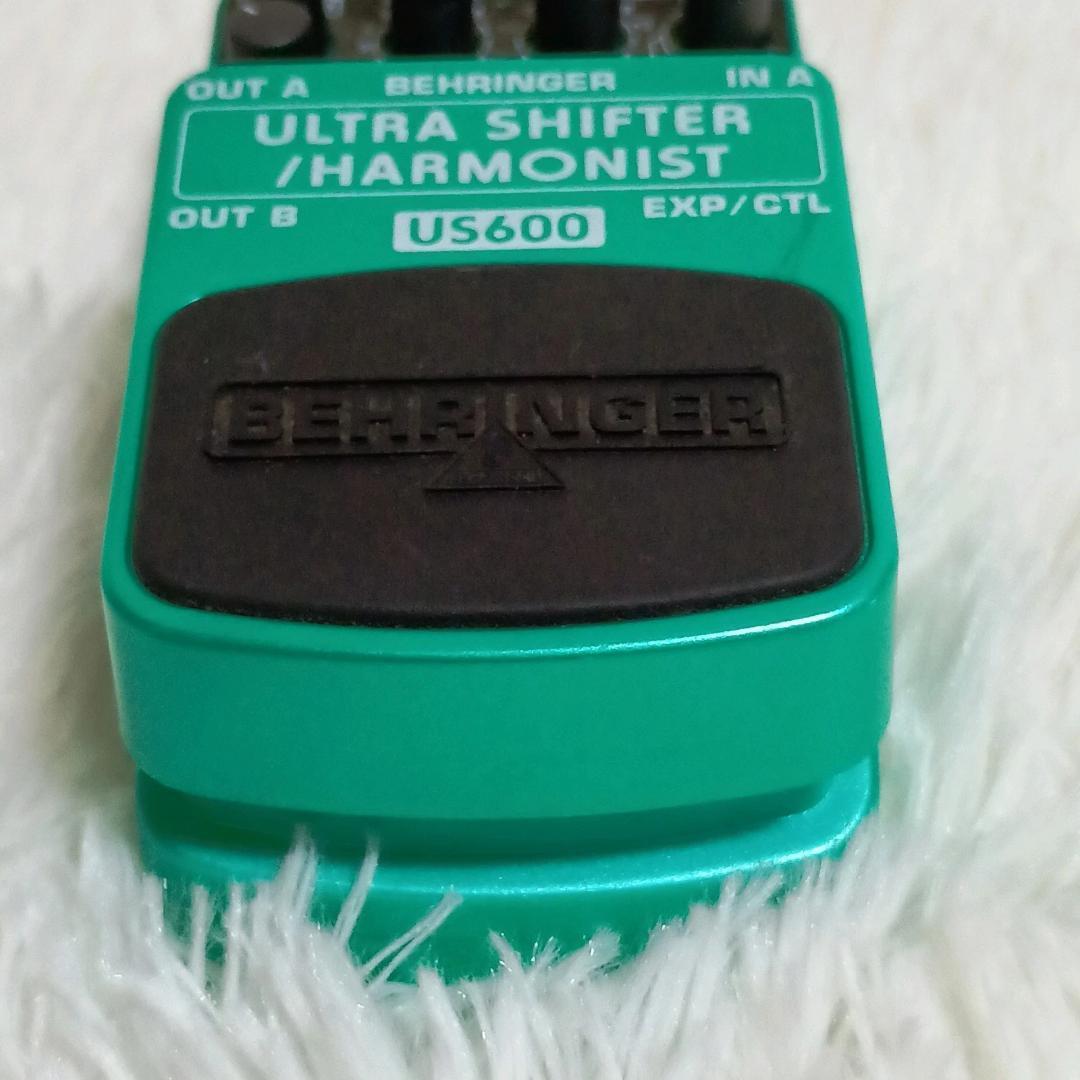 OUT A BEHRINGER IN A
ULTRA SHIFTER
/HARMONIST
OUT B US600 EXP/CTL
BEHRINGER